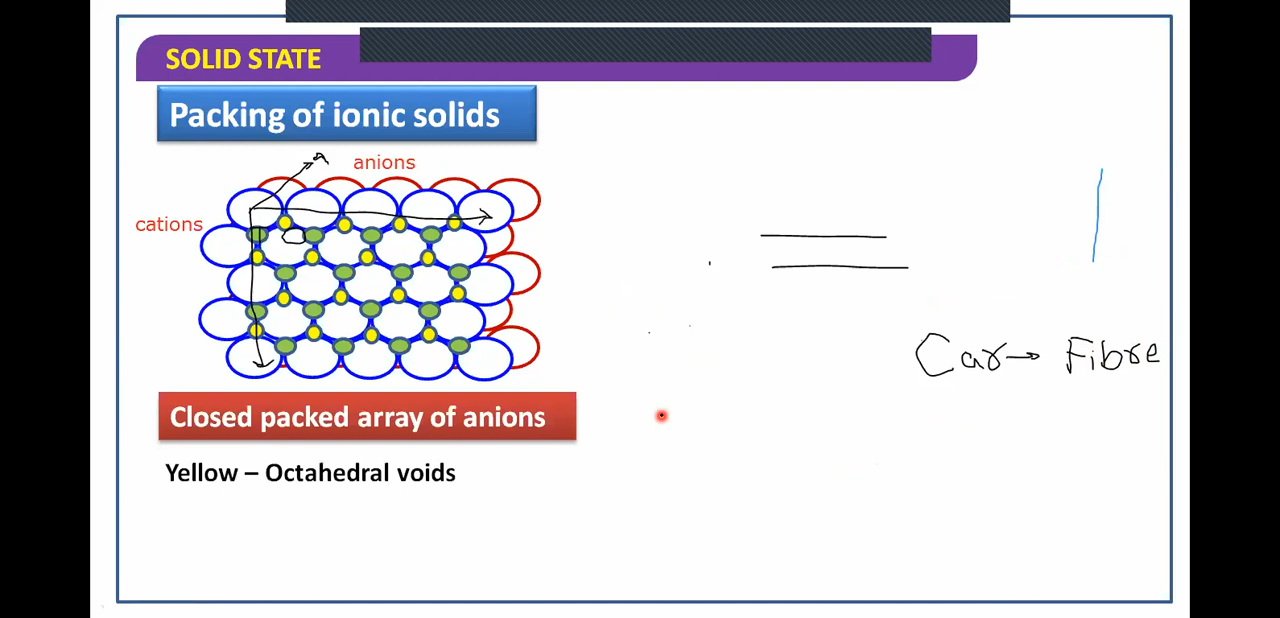 SOLID STATE
Packing of ionic solids
anions
cations
Car→ Fibre
Closed packed array of anions
Yellow – Octahedral voids